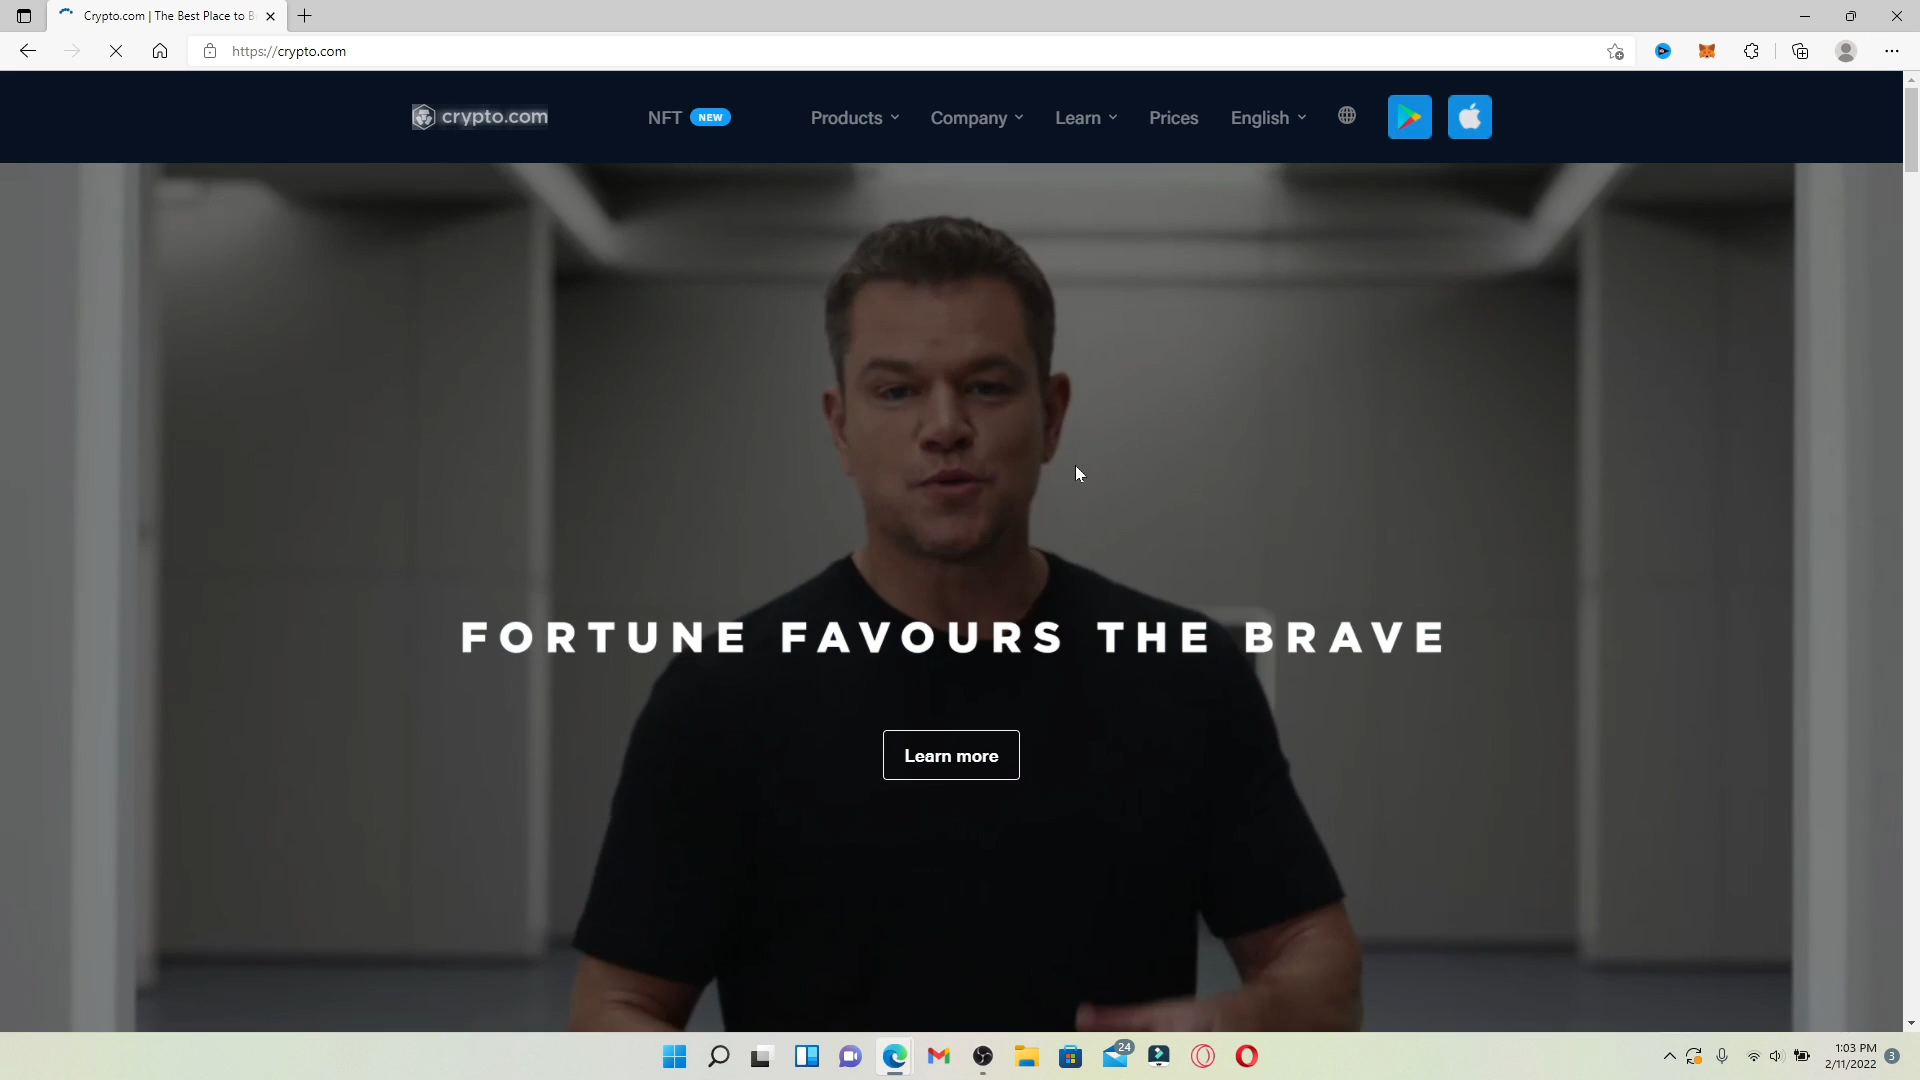 Crypto.com | The Best Place to B
https://crypto.com
crypto.com
NFT NEW
Products
Company
Learn
Prices
English
FORTUNE FAVOURS THE BRAVE
Learn more
24
1:03 PM
2/11/2022
3